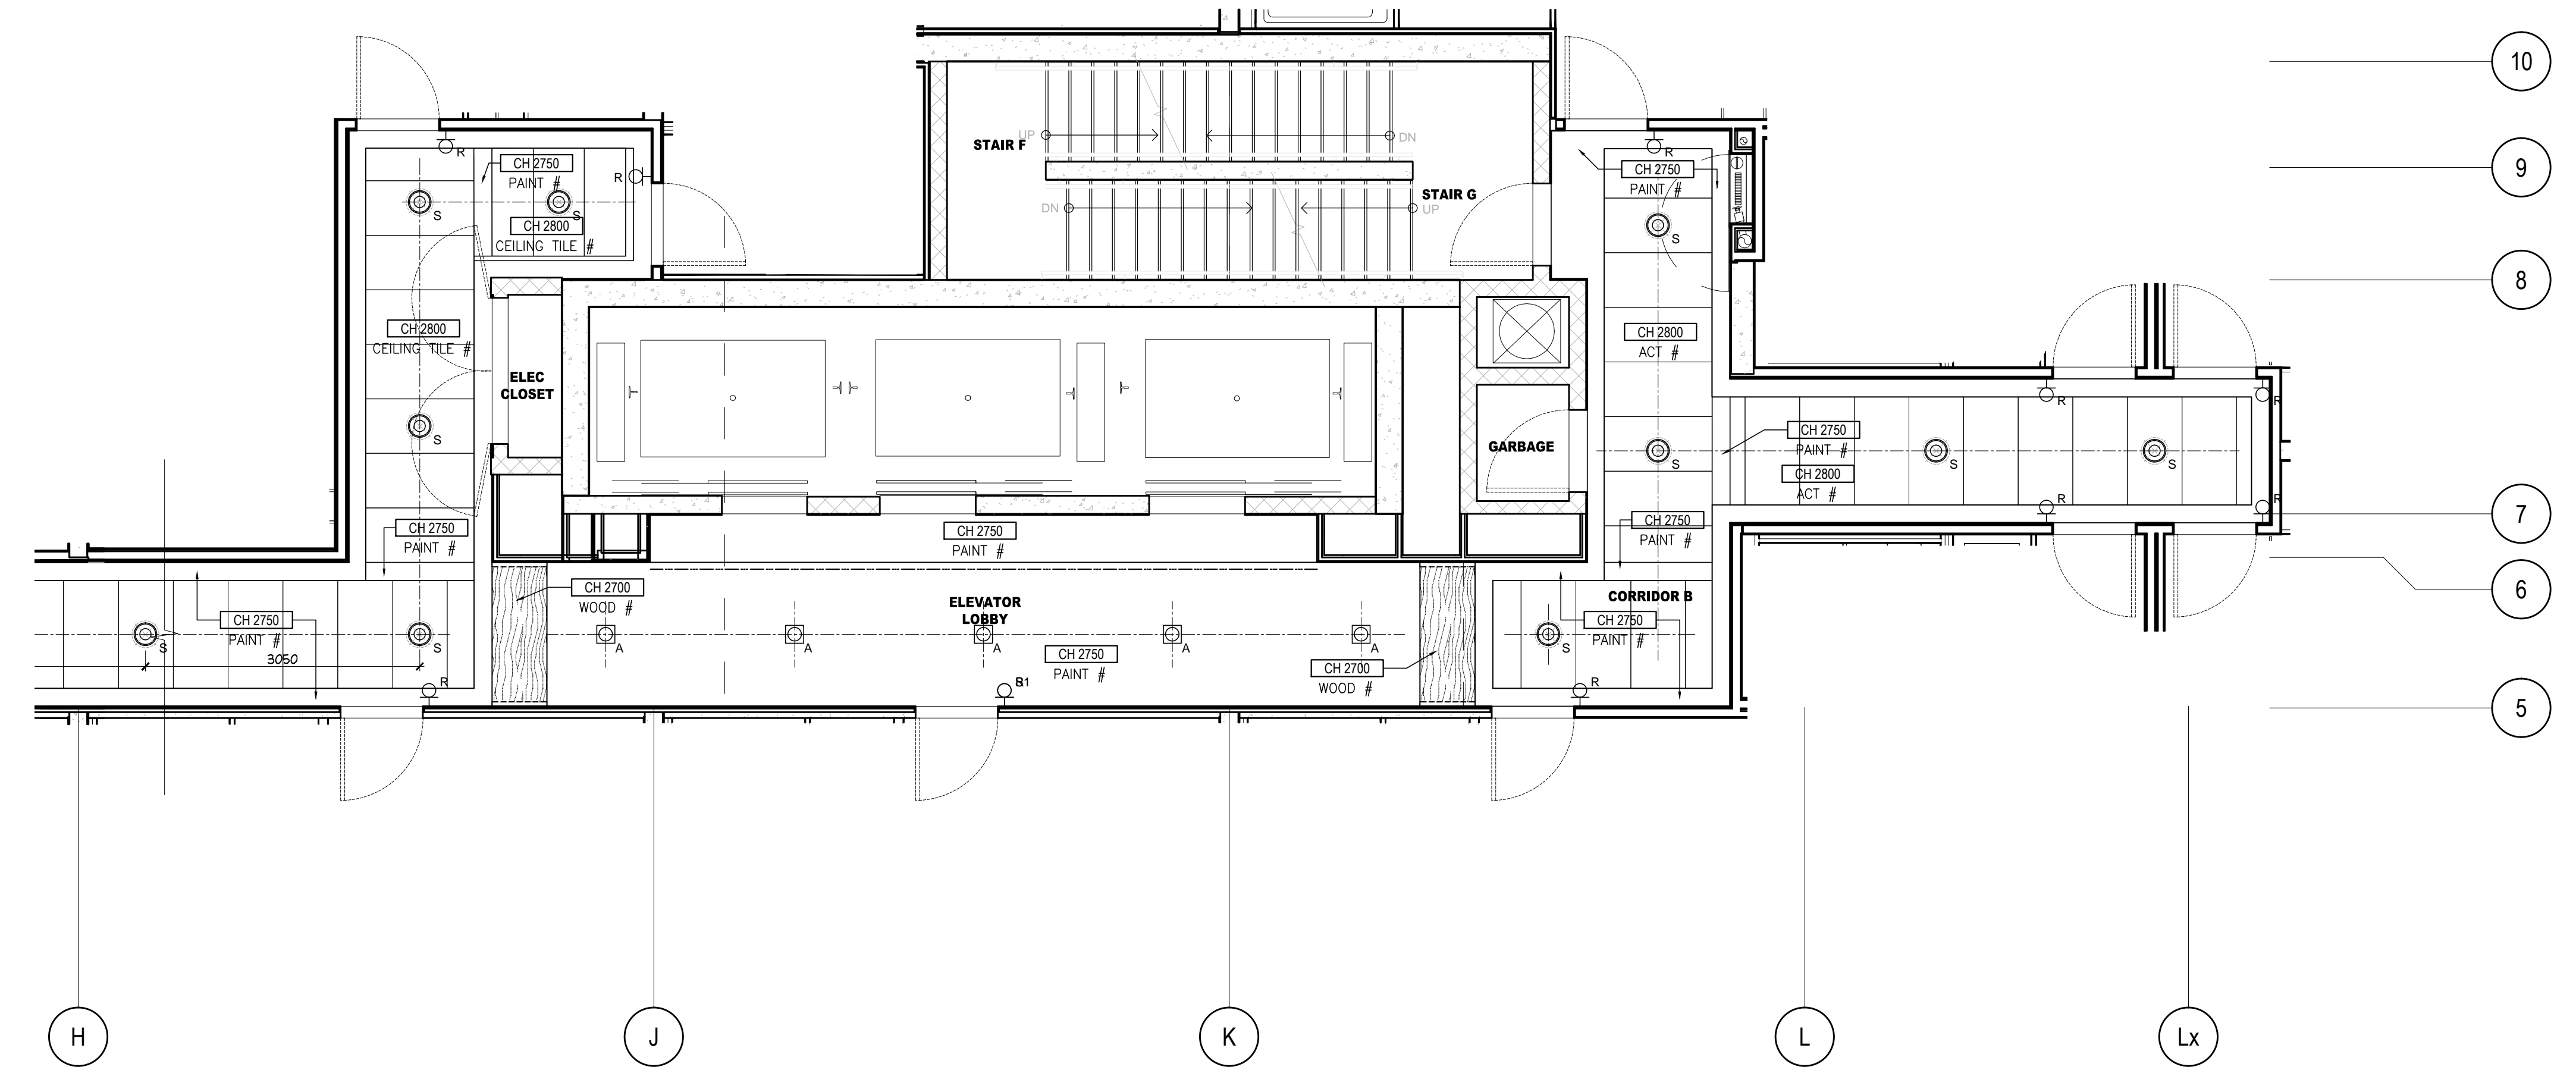 10
9
8
7
6
5
STAIR F
UP
DN
STAIR G
DN
UP
R
CH 2750
PAINT #
R
S
S
CH 2800
CEILING TILE #
CH 2800
CEILING TILE #
ELEC
CLOSET
S
CH 2750
PAINT #
R
CH 2750
PAINT #
S
CH 2800
ACT #
GARBAGE
S
CH 2750
PAINT #
CH 2800
ACT #
S
S
R
R
R
R
CH 2750
PAINT #
CH 2750
PAINT #
CH 2700
WOOD #
ELEVATOR
LOBBY
CORRIDOR B
CH 2750
PAINT #
S
3050
S
R
A
A
A
A
A
CH 2750
PAINT #
CH 2700
WOOD #
CH 2750
PAINT #
S
R
H
J
K
L
Lx